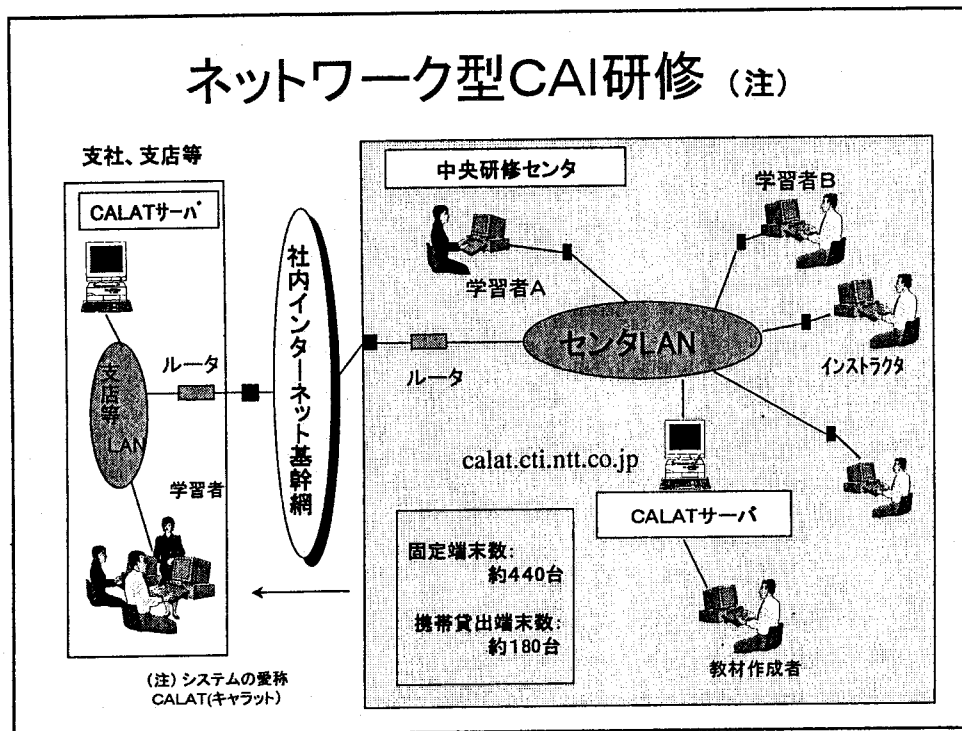 ネットワーク型CAI研修 (注)
支社、支店等
CALATサーバ
支店等
LAN
ルータ
学習者
社内インターネット基幹網
中央研修センタ
学習者A
学習者B
ルータ
センタLAN
インストラクタ
calat.cti.ntt.co.jp
CALATサーバ
固定端末数:
約440台
携帯貸出端末数:
約180台
教材作成者
(注) システムの愛称
CALAT(キャラット)